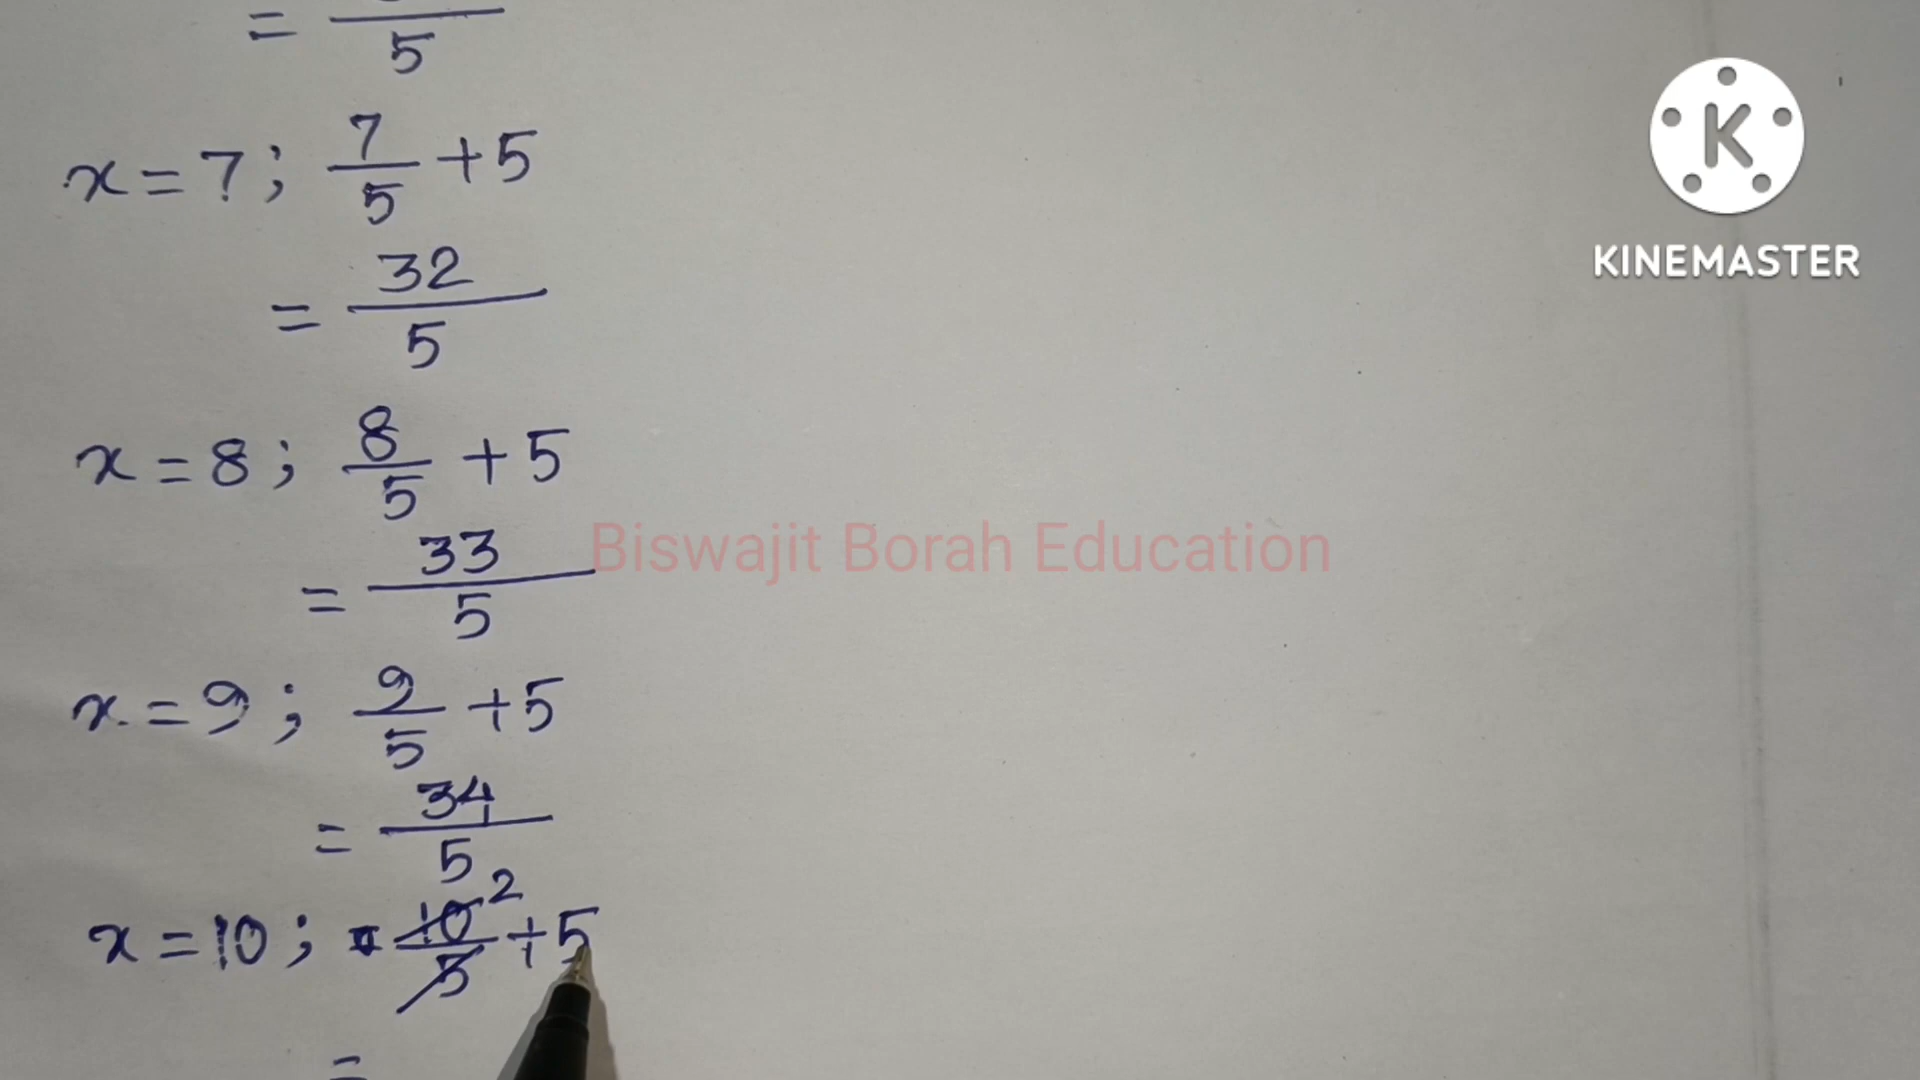 = /5
x = 7; 7/5 + 5
= 32/5
x = 8; 8/5 + 5
= 33/5
x = 9; 9/5 + 5
= 34/5
x = 10; 10/5 2 + 5
=
K
KINEMASTER
Biswajit Borah Education